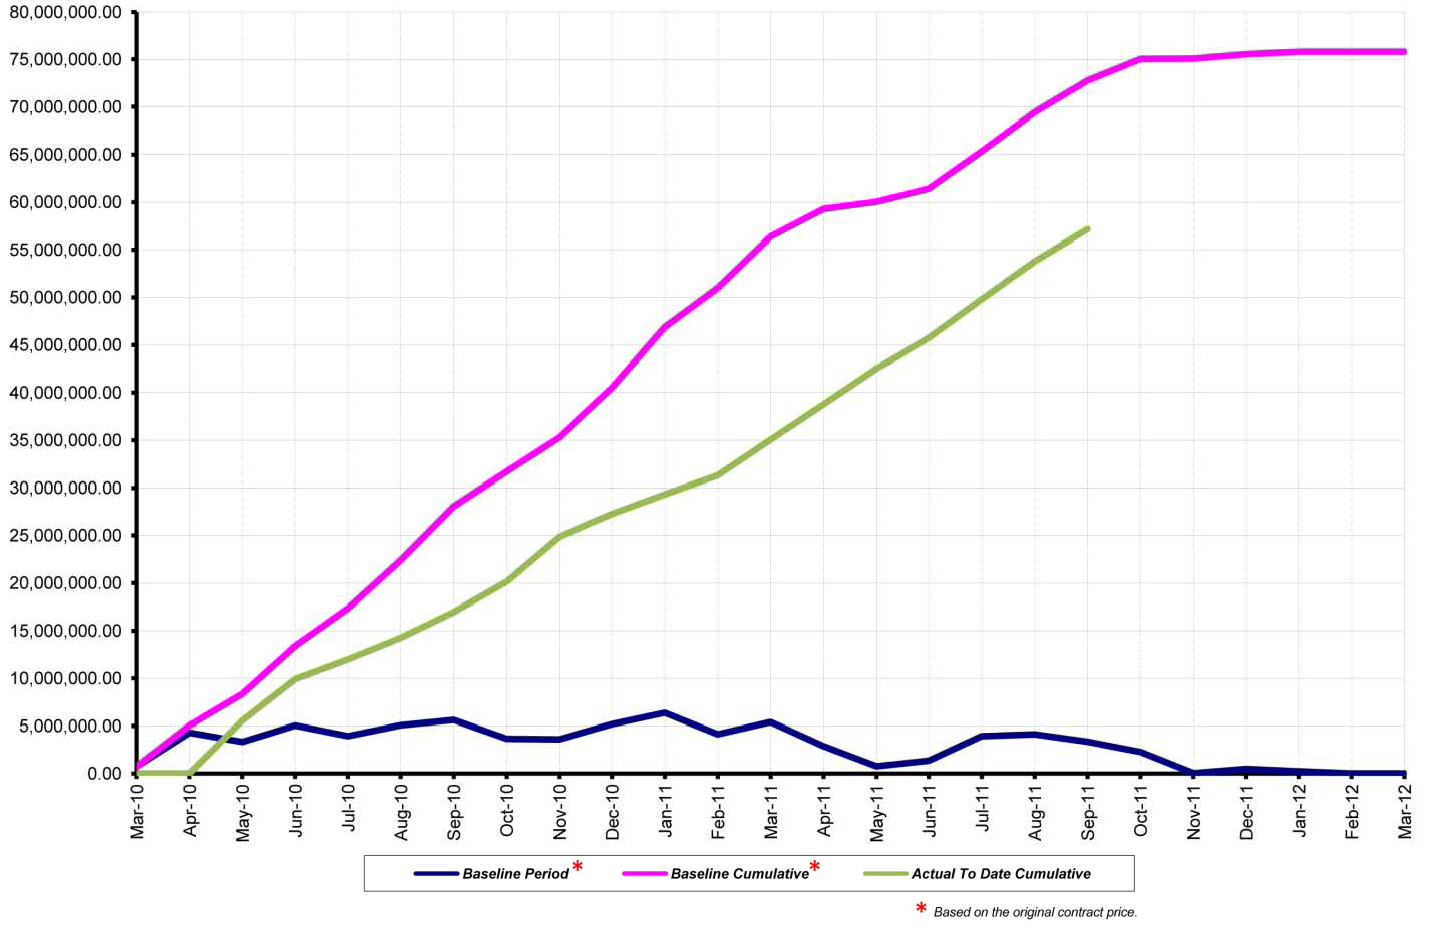 80,000,000.00
75,000,000.00
70,000,000.00
65,000,000.00
60,000,000.00
55,000,000.00
50,000,000.00
45,000,000.00
40,000,000.00
35,000,000.00
30,000,000.00
25,000,000.00
20,000,000.00
15,000,000.00
10,000,000.00
5,000,000.00
0.00
Mar-10
Apr-10
May-10
Jun-10
Jul-10
Aug-10
Sep-10
Oct-10
Nov-10
Dec-10
Jan-11
Feb-11
Mar-11
Apr-11
May-11
Jun-11
Jul-11
Aug-11
Sep-11
Oct-11
Nov-11
Dec-11
Jan-12
Feb-12
Mar-12
Baseline Period *
Baseline Cumulative*
Actual To Date Cumulative
* Based on the original contract price.